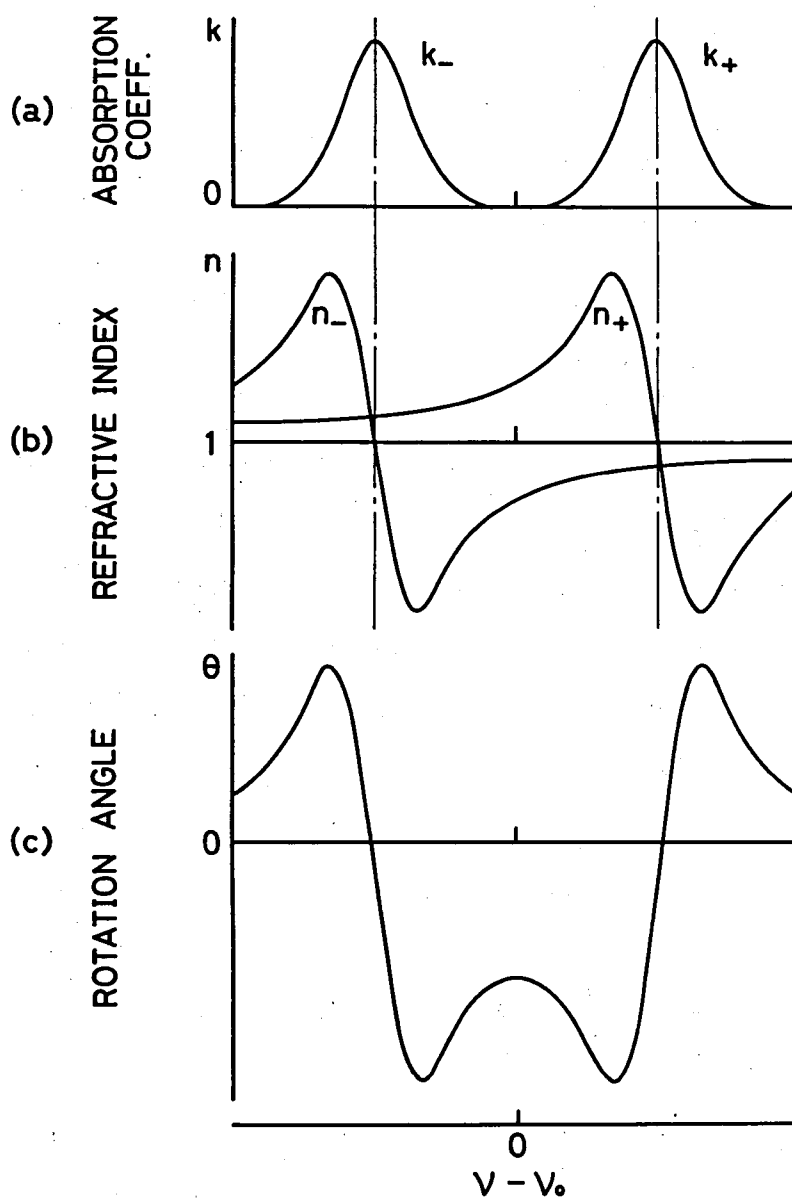 (a)
ABSORPTION
COEFF.
k
0
k₋
k₊
(b)
REFRACTIVE INDEX
n
1
n₋
n₊
(c)
ROTATION ANGLE
θ
0
0
ν - ν₀